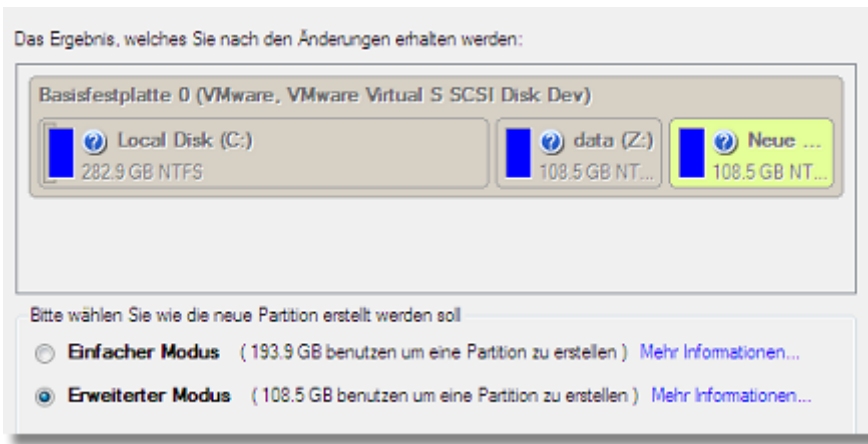 Das Ergebnis, welches Sie nach den Änderungen erhalten werden:
Basisfestplatte 0 (VMware, VMware Virtual S SCSI Disk Dev)
Local Disk (C:)
282.9 GB NTFS
data (Z:)
108.5 GB NT...
Neue ...
108.5 GB NT...
Bitte wählen Sie wie die neue Partition erstellt werden soll
Einfacher Modus ( 193.9 GB benutzen um eine Partition zu erstellen ) Mehr Informationen...
Erweiterter Modus ( 108.5 GB benutzen um eine Partition zu erstellen ) Mehr Informationen...